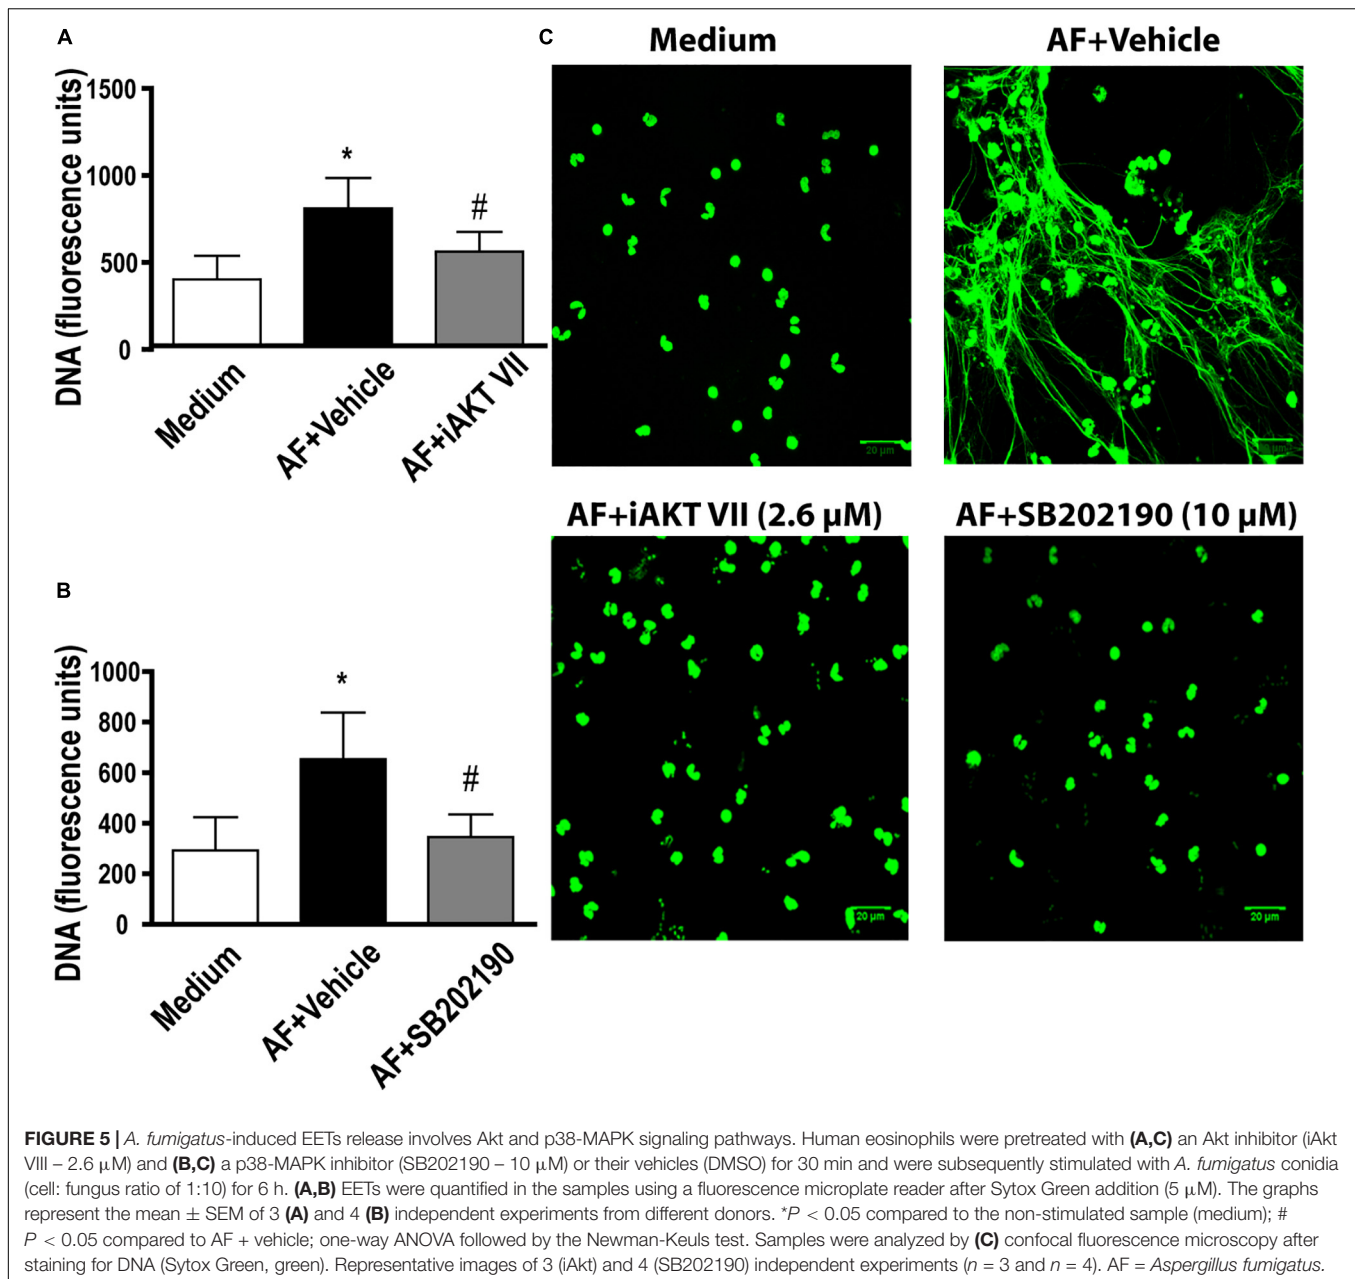 A
DNA (fluorescence units)
1500
1000
500
0
*
#
Medium
AF+Vehicle
AF+iAKT VII
B
DNA (fluorescence units)
1000
800
600
400
200
0
*
#
Medium
AF+Vehicle
AF+SB202190
C
Medium
AF+Vehicle
20 µm
AF+iAKT VII (2.6 µM)
AF+SB202190 (10 µM)
20 µm
20 µm
FIGURE 5 | A. fumigatus-induced EETs release involves Akt and p38-MAPK signaling pathways. Human eosinophils were pretreated with (A,C) an Akt inhibitor (iAkt
VIII – 2.6 µM) and (B,C) a p38-MAPK inhibitor (SB202190 – 10 µM) or their vehicles (DMSO) for 30 min and were subsequently stimulated with A. fumigatus conidia
(cell: fungus ratio of 1:10) for 6 h. (A,B) EETs were quantified in the samples using a fluorescence microplate reader after Sytox Green addition (5 µM). The graphs
represent the mean ± SEM of 3 (A) and 4 (B) independent experiments from different donors. *P < 0.05 compared to the non-stimulated sample (medium); #
P < 0.05 compared to AF + vehicle; one-way ANOVA followed by the Newman-Keuls test. Samples were analyzed by (C) confocal fluorescence microscopy after
staining for DNA (Sytox Green, green). Representative images of 3 (iAkt) and 4 (SB202190) independent experiments (n = 3 and n = 4). AF = Aspergillus fumigatus.